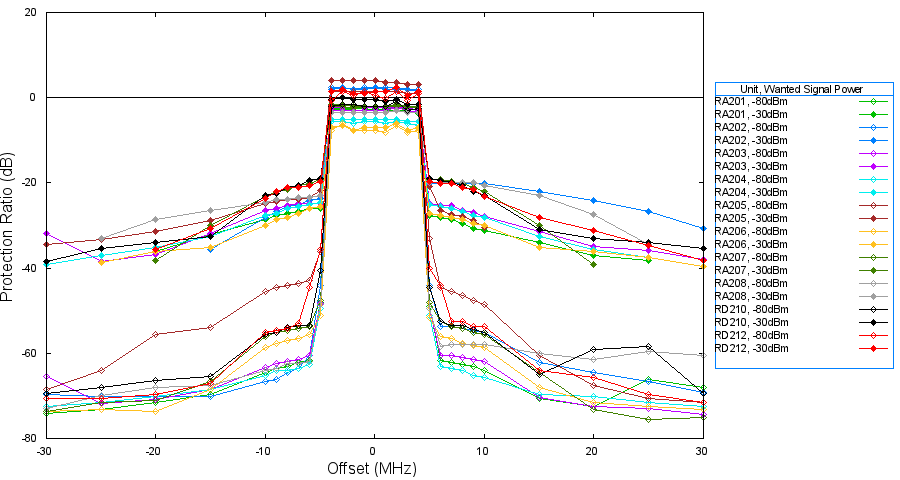 20
0
-20
-40
-60
-80
Protection Ratio (dB)
-30
-20
-10
0
10
20
30
Offset (MHz)
Unit, Wanted Signal Power
RA201, -80dBm
RA201, -30dBm
RA202, -80dBm
RA202, -30dBm
RA203, -80dBm
RA203, -30dBm
RA204, -80dBm
RA204, -30dBm
RA205, -80dBm
RA205, -30dBm
RA206, -80dBm
RA206, -30dBm
RA207, -80dBm
RA207, -30dBm
RA208, -80dBm
RA208, -30dBm
RD210, -80dBm
RD210, -30dBm
RD212, -80dBm
RD212, -30dBm